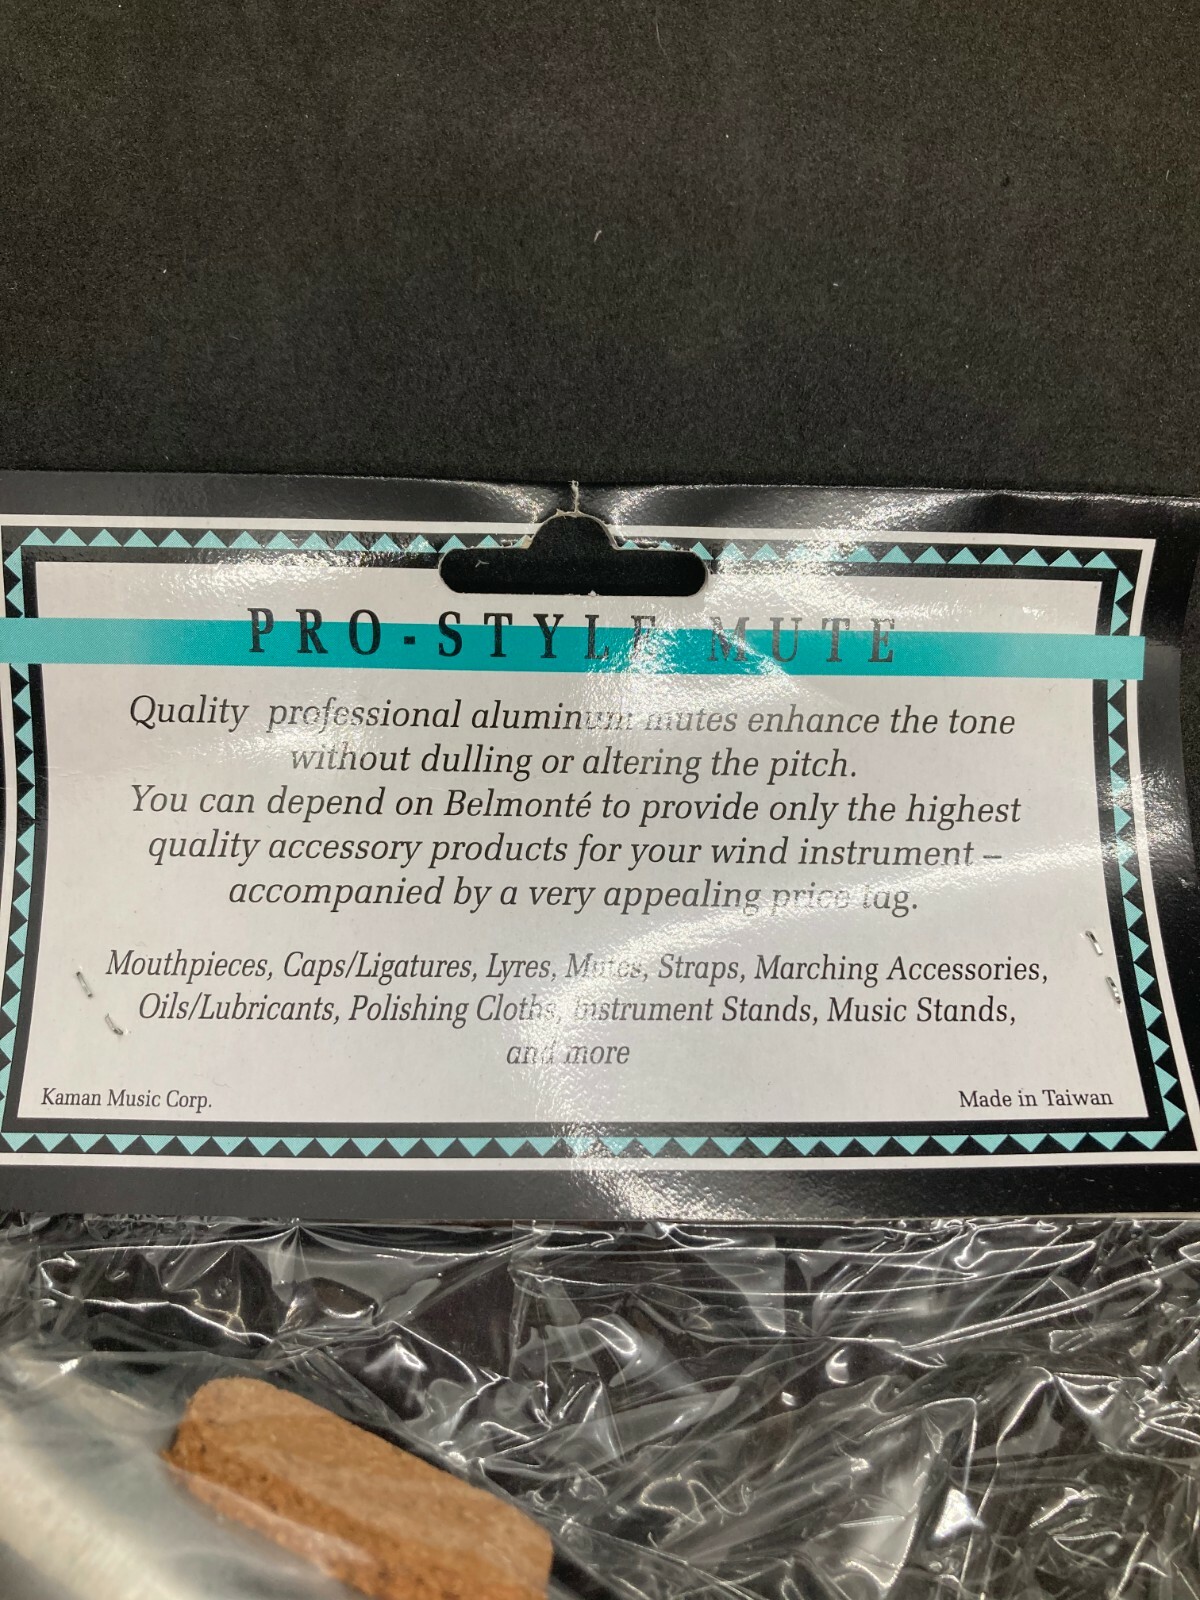 PRO-STYLE MUTE
Quality professional aluminum mutes enhance the tone
without dulling or altering the pitch.
You can depend on Belmonté to provide only the highest
quality accessory products for your wind instrument –
accompanied by a very appealing price tag.
Mouthpieces, Caps/Ligatures, Lyres, Mutes, Straps, Marching Accessories,
Oils/Lubricants, Polishing Cloths, Instrument Stands, Music Stands,
and more
Kaman Music Corp.
Made in Taiwan